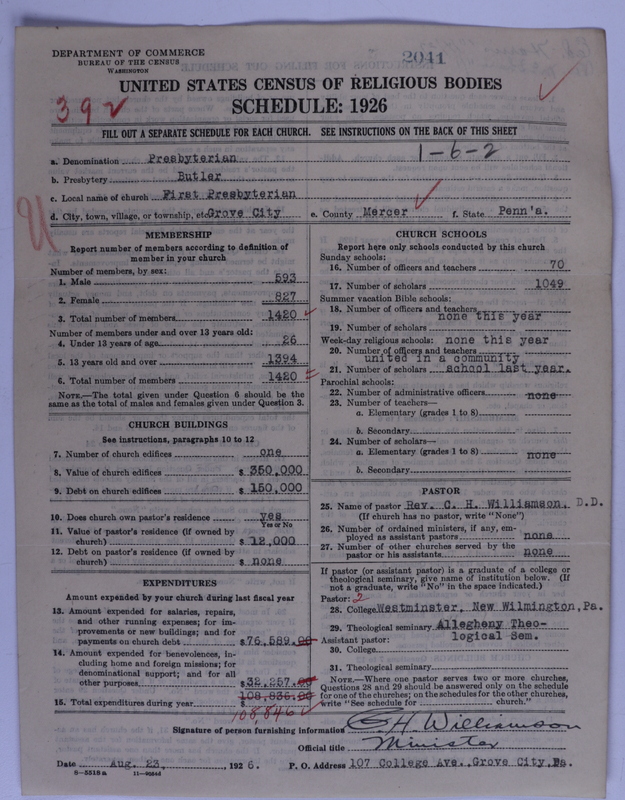 DEPARTMENT OF COMMERCE
BUREAU OF THE CENSUS
WASHINGTON
2041
UNITED STATES CENSUS OF RELIGIOUS BODIES
SCHEDULE: 1926
392
FILL OUT A SEPARATE SCHEDULE FOR EACH CHURCH. SEE INSTRUCTIONS ON THE BACK OF THIS SHEET
1-6-2
a. Denomination Presbyterian
b. Presbytery Butler
c. Local name of church First Presbyterian
d. City, town, village, or township, etc. Grove City e. County Mercer f. State Penn'a.
MEMBERSHIP
Report number of members according to definition of member in your church
Number of members, by sex:
1. Male 593
2. Female 827
3. Total number of members 1420
Number of members under and over 13 years old:
4. Under 13 years of age 26
5. 13 years old and over 1394
6. Total number of members 1420
NOTE.—The total given under Question 6 should be
same as the total of males and females given under Question 3.
CHURCH BUILDINGS
See instructions, paragraphs 10 to 12
7. Number of church edifices one
8. Value of church edifices $ 350,000
9. Debt on church edifices $ 150,000
10. Does church own pastor's residence yes
Yes or No
11. Value of pastor's residence (if owned by
church) $ 12,000
12. Debt on pastor's residence (if owned by
church) $ none
EXPENDITURES
Amount expended by your church during last fiscal year
13. Amount expended for salaries, repairs,
and other running expenses; for im-
provements or new buildings; and for
payments on church debt $76,589.00
14. Amount expended for benevolences, in-
cluding home and foreign missions; for
denominational support; and for all
other purposes $32,257.00
108,836.00
15. Total expenditures during year $
108,846
CHURCH SCHOOLS
Report here only schools conducted by this church
Sunday schools:
16. Number of officers and teachers 70
17. Number of scholars 1049
Summer vacation Bible schools:
18. Number of officers and teachers
none this year
19. Number of scholars
Week-day religious schools: none this year
20. Number of officers and teachers
united in a community
21. Number of scholars school last year.
Parochial schools:
22. Number of administrative officers none
23. Number of teachers—
a. Elementary (grades 1 to 8)
b. Secondary
24. Number of scholars—
a. Elementary (grades 1 to 8) none
b. Secondary
PASTOR
25. Name of pastor Rev. C. H. Williamson, D.D.
(If church has no pastor, write "None")
26. Number of ordained ministers, if any, em-
ployed as assistant pastors none
27. Number of other churches served by the
pastor or his assistants none
If pastor (or assistant pastor) is a graduate of a college or
theological seminary, give name of institution below. (If
not a graduate, write "No" in the space indicated.)
Pastor: 2
28. College Westminster, New Wilmington, Pa.
29. Theological seminary Allegheny Theo-
Assistant pastor: logical Sem.
30. College
31. Theological seminary
NOTE.—Where one pastor serves two or more churches,
Questions 28 and 29 should be answered only on the schedule
for one of the churches; on the schedules for the other churches,
write "See schedule for church."
Signature of person furnishing information C. H. Williamson
Official title Minister
Date Aug. 23, 1926. P. O. Address 107 College Ave., Grove City, Pa.
8-5518a 11-90544